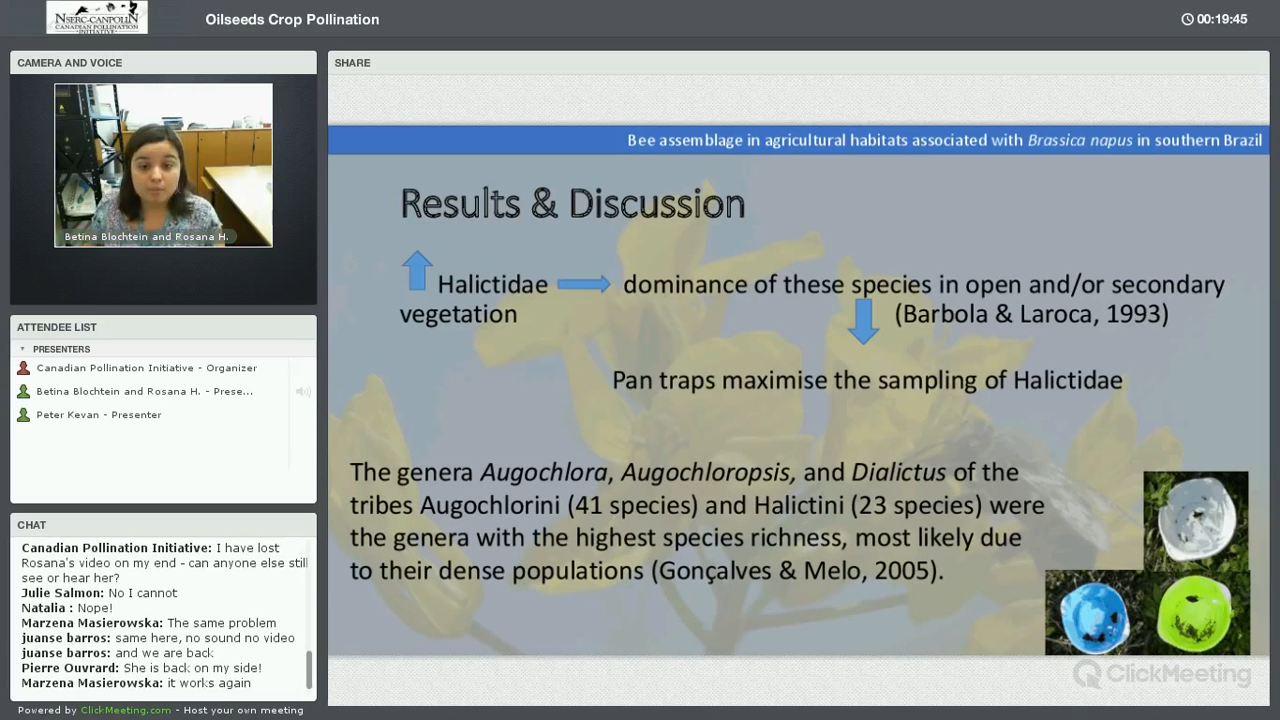 NSERC-CANPOLIN
CANADIAN POLLINATION
INITIATIVE
Oilseeds Crop Pollination
00:19:45
CAMERA AND VOICE
SHARE
Betina Blochtein and Rosana H.
Bee assemblage in agricultural habitats associated with Brassica napus in southern Brazil
Results & Discussion
Halictidae dominance of these species in open and/or secondary
vegetation (Barbola & Laroca, 1993)
Pan traps maximise the sampling of Halictidae
The genera Augochlora, Augochloropsis, and Dialictus of the
tribes Augochlorini (41 species) and Halictini (23 species) were
the genera with the highest species richness, most likely due
to their dense populations (Gonçalves & Melo, 2005).
ClickMeeting
ATTENDEE LIST
PRESENTERS
Canadian Pollination Initiative - Organizer
Betina Blochtein and Rosana H. - Prese...
Peter Kevan - Presenter
CHAT
Canadian Pollination Initiative: I have lost
Rosana's video on my end - can anyone else still
see or hear her?
Julie Salmon: No I cannot
Natalia : Nope!
Marzena Masierowska: The same problem
juanse barros: same here, no sound no video
juanse barros: and we are back
Pierre Ouvrard: She is back on my side!
Marzena Masierowska: it works again
Powered by ClickMeeting.com - Host your own meeting